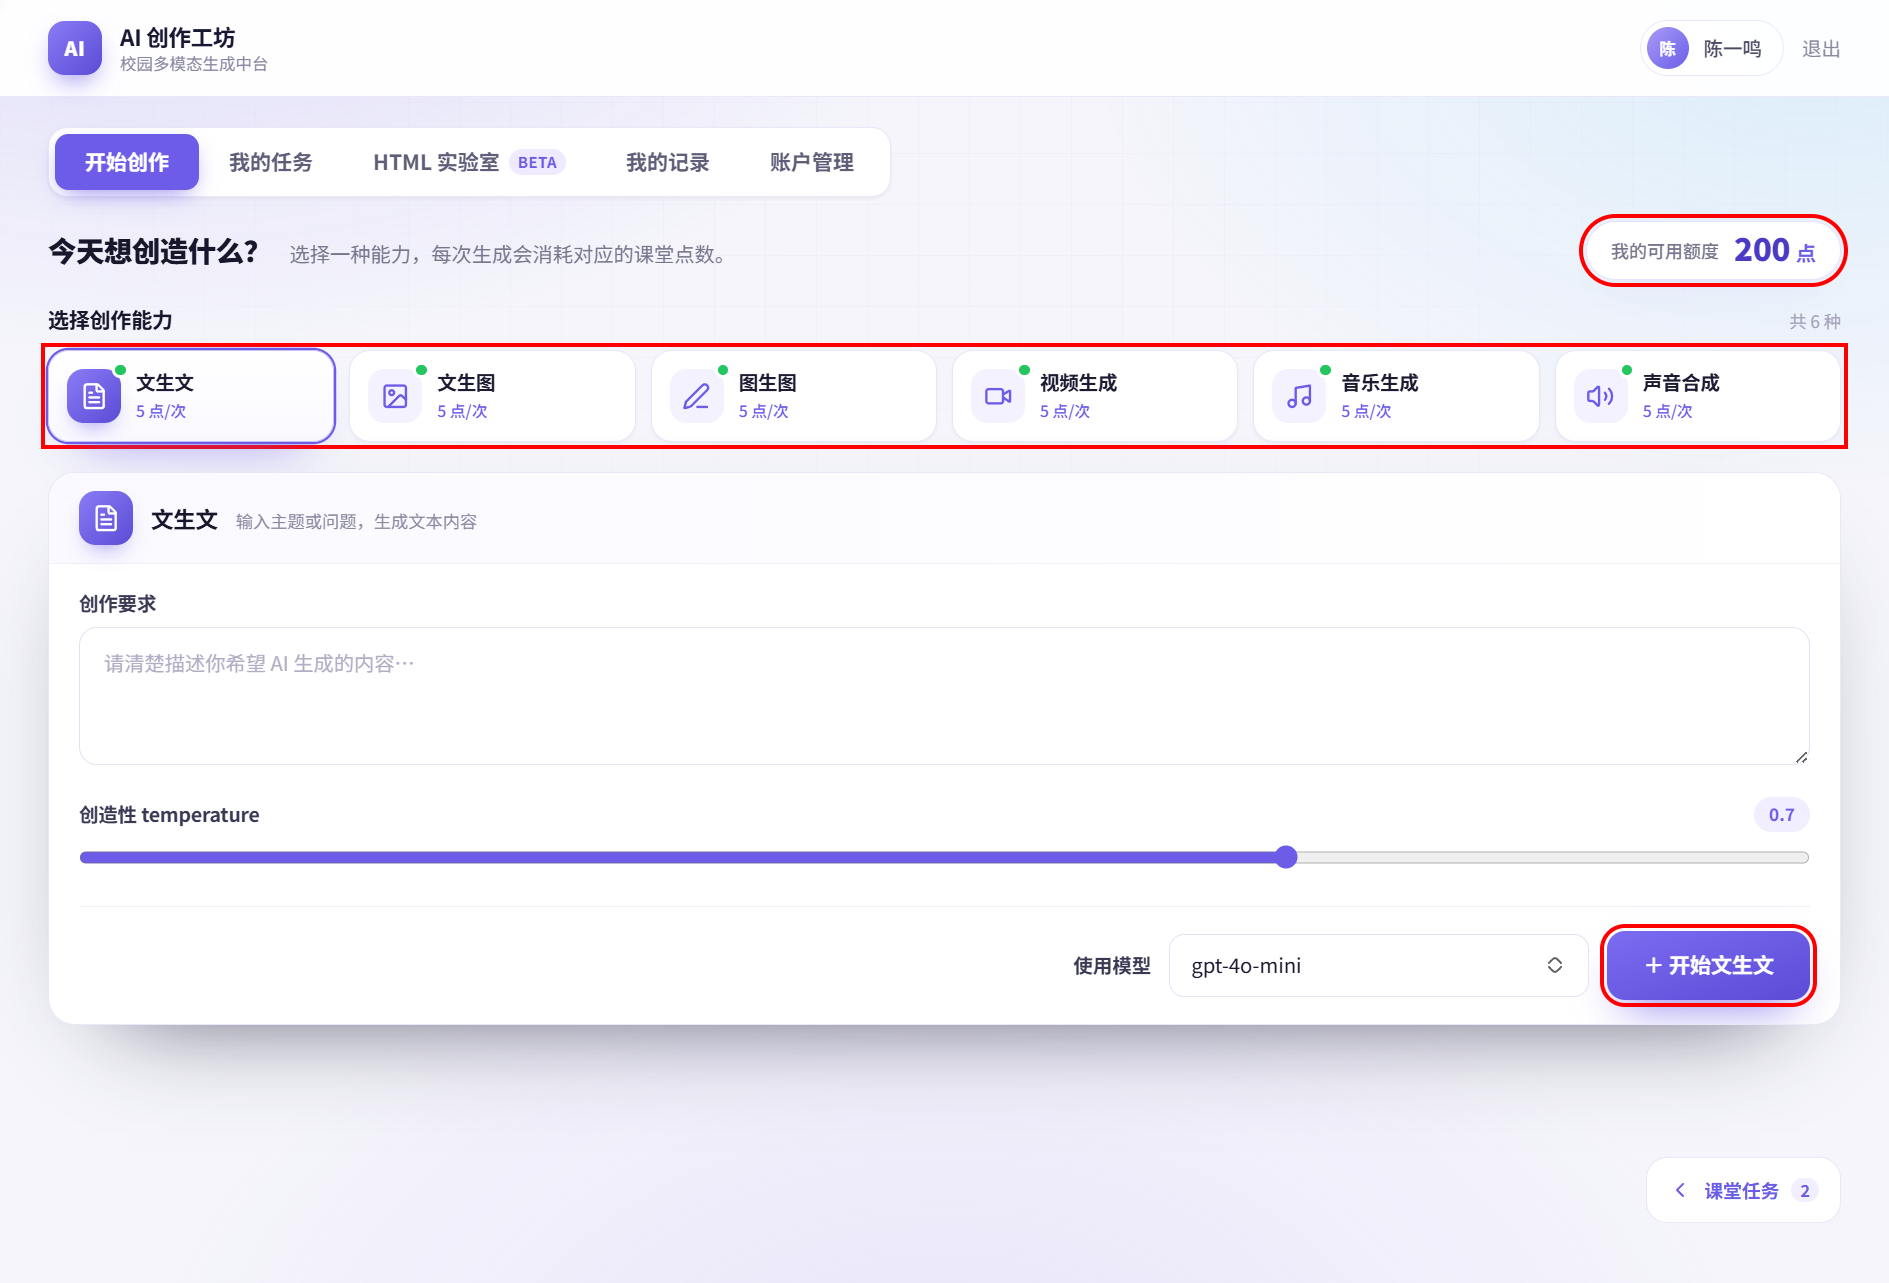 AI
AI 创作工坊
校园多模态生成中台
陈
陈一鸣
退出
开始创作
我的任务
HTML 实验室
BETA
我的记录
账户管理
今天想创造什么?
选择一种能力，每次生成会消耗对应的课堂点数。
我的可用额度
200 点
选择创作能力
共 6 种
文生文
5 点/次
文生图
5 点/次
图生图
5 点/次
视频生成
5 点/次
音乐生成
5 点/次
声音合成
5 点/次
文生文
输入主题或问题，生成文本内容
创作要求
请清楚描述你希望 AI 生成的内容…
创造性 temperature
0.7
使用模型
gpt-4o-mini
+ 开始文生文
课堂任务
2